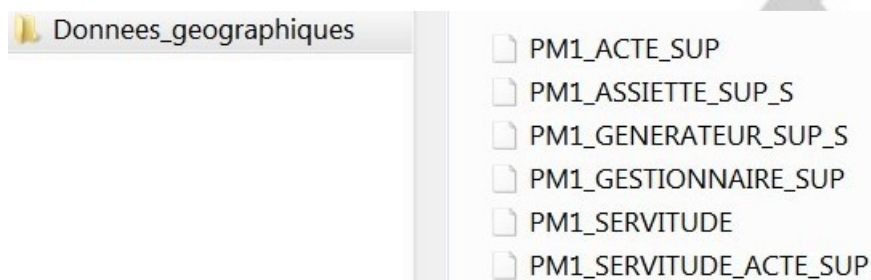 Donnees_geographiques
PM1_ACTE_SUP
PM1_ASSIETTE_SUP_S
PM1_GENERATEUR_SUP_S
PM1_GESTIONNAIRE_SUP
PM1_SERVITUDE
PM1_SERVITUDE_ACTE_SUP